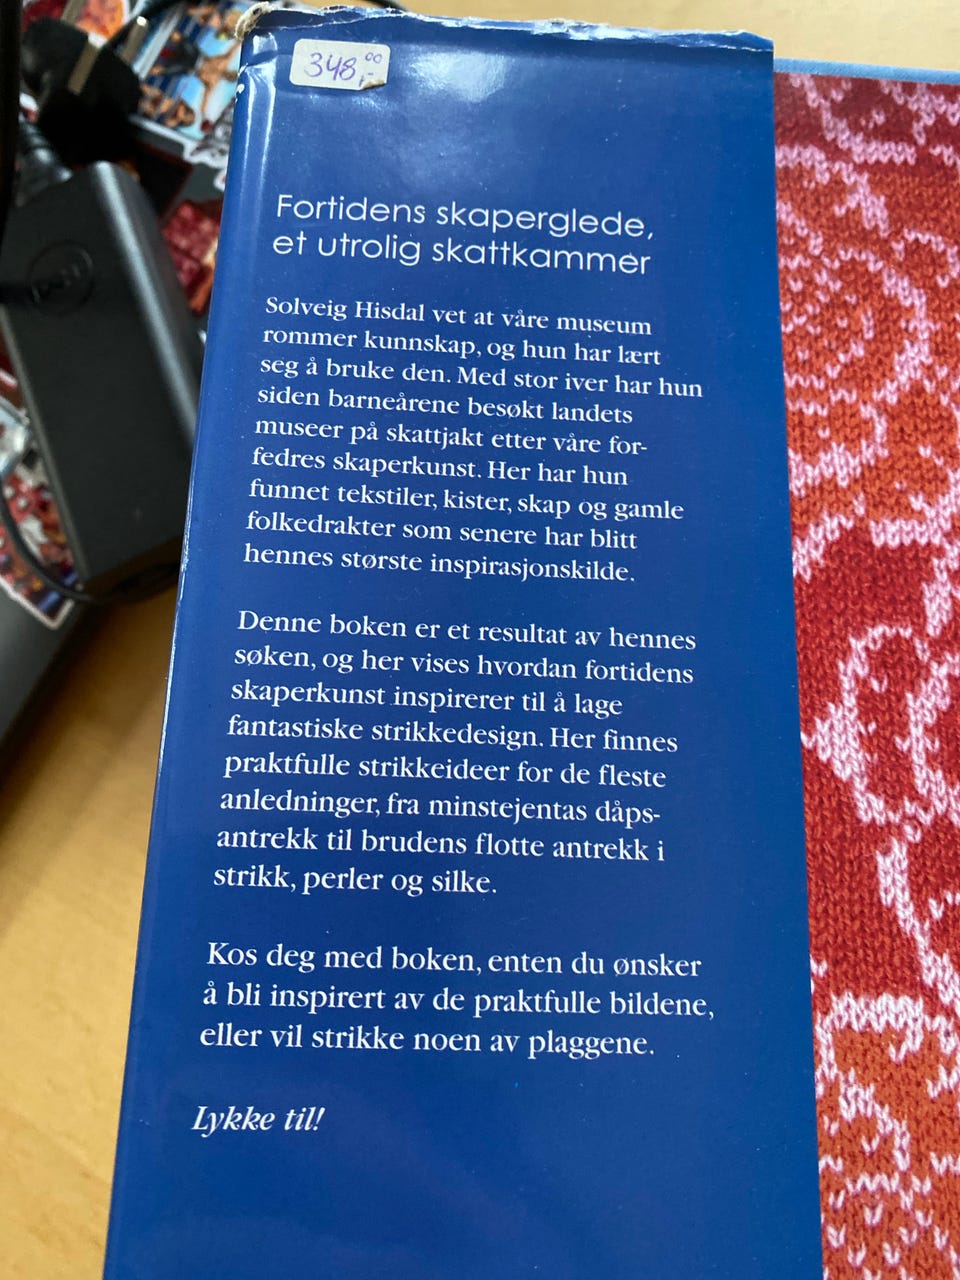 348,00
Fortidens skaperglede,
et utrolig skattkammer
Solveig Hisdal vet at våre museum
rommer kunnskap, og hun har lært
seg å bruke den. Med stor iver har hun
siden barneårene besøkt landets
museer på skattjakt etter våre for-
fedres skaperkunst. Her har hun
funnet tekstiler, kister, skap og gamle
folkedrakter som senere har blitt
hennes største inspirasjonskilde.
Denne boken er et resultat av hennes
søken, og her vises hvordan fortidens
skaperkunst inspirerer til å lage
fantastiske strikkedesign. Her finnes
praktfulle strikkeideer for de fleste
anledninger, fra minstejentas dåps-
antrekk til brudens flotte antrekk i
strikk, perler og silke.
Kos deg med boken, enten du ønsker
å bli inspirert av de praktfulle bildene,
eller vil strikke noen av plaggene.
Lykke til!
DELL